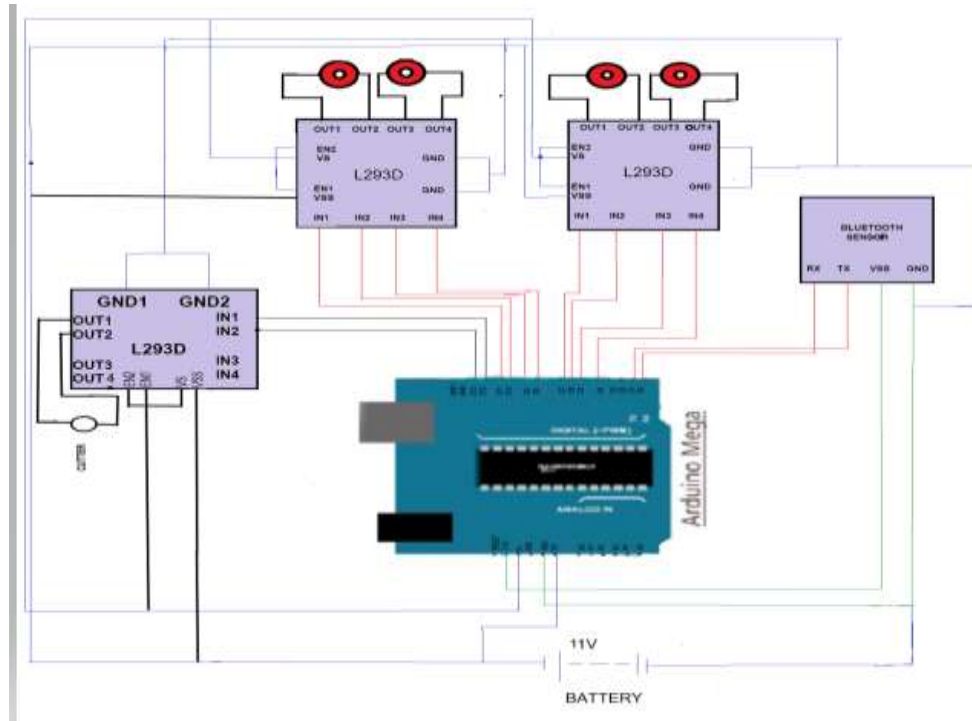 OUT1 OUT2 OUT3 OUT4
EN2
VS
GND
L293D
EN1
VSS
GND
IN1 IN2 IN3 IN4
OUT1 OUT2 OUT3 OUT4
EN2
VS
GND
L293D
EN1
VSS
GND
IN1 IN2 IN3 IN4
BLUETOOTH
SENSOR
RX TX VSS GND
GND1 GND2
OUT1 IN1
OUT2 IN2
L293D
OUT3 IN3
OUT4 IN4
EN2 EN1 VS VSS
CUTTER
DIGITAL (~PWM)
ANALOG IN
Arduino Mega
11V
BATTERY